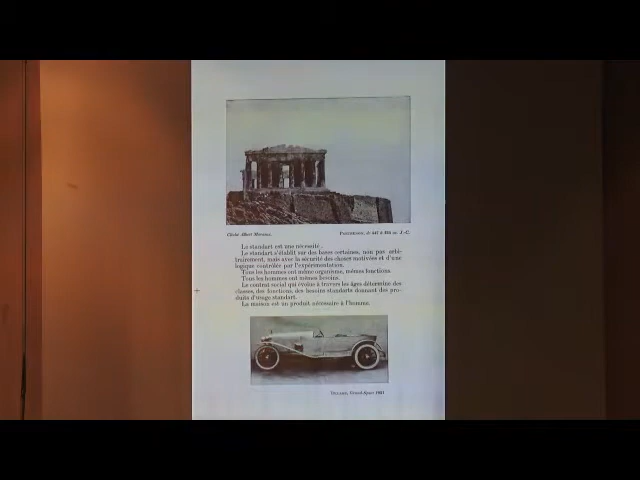 Cliché Albert Morancé.
PARTHÉNON, de 447 à 434 av. J.-C.
La standart est une nécessité.
Le standart s'établit sur des bases certaines, non pas arbi-
trairement, mais avec la sécurité des choses motivées et d'une
logique contrôlée par l'expérimentation.
Tous les hommes ont même organisme, mêmes fonctions.
Tous les hommes ont mêmes besoins.
Le contrat social qui évolue à travers les âges détermine des
classes, des fonctions, des besoins standarts donnant des pro-
duits d'usage standart.
La maison est un produit nécessaire à l'homme.
DELAGE, Grand-Sport 1921